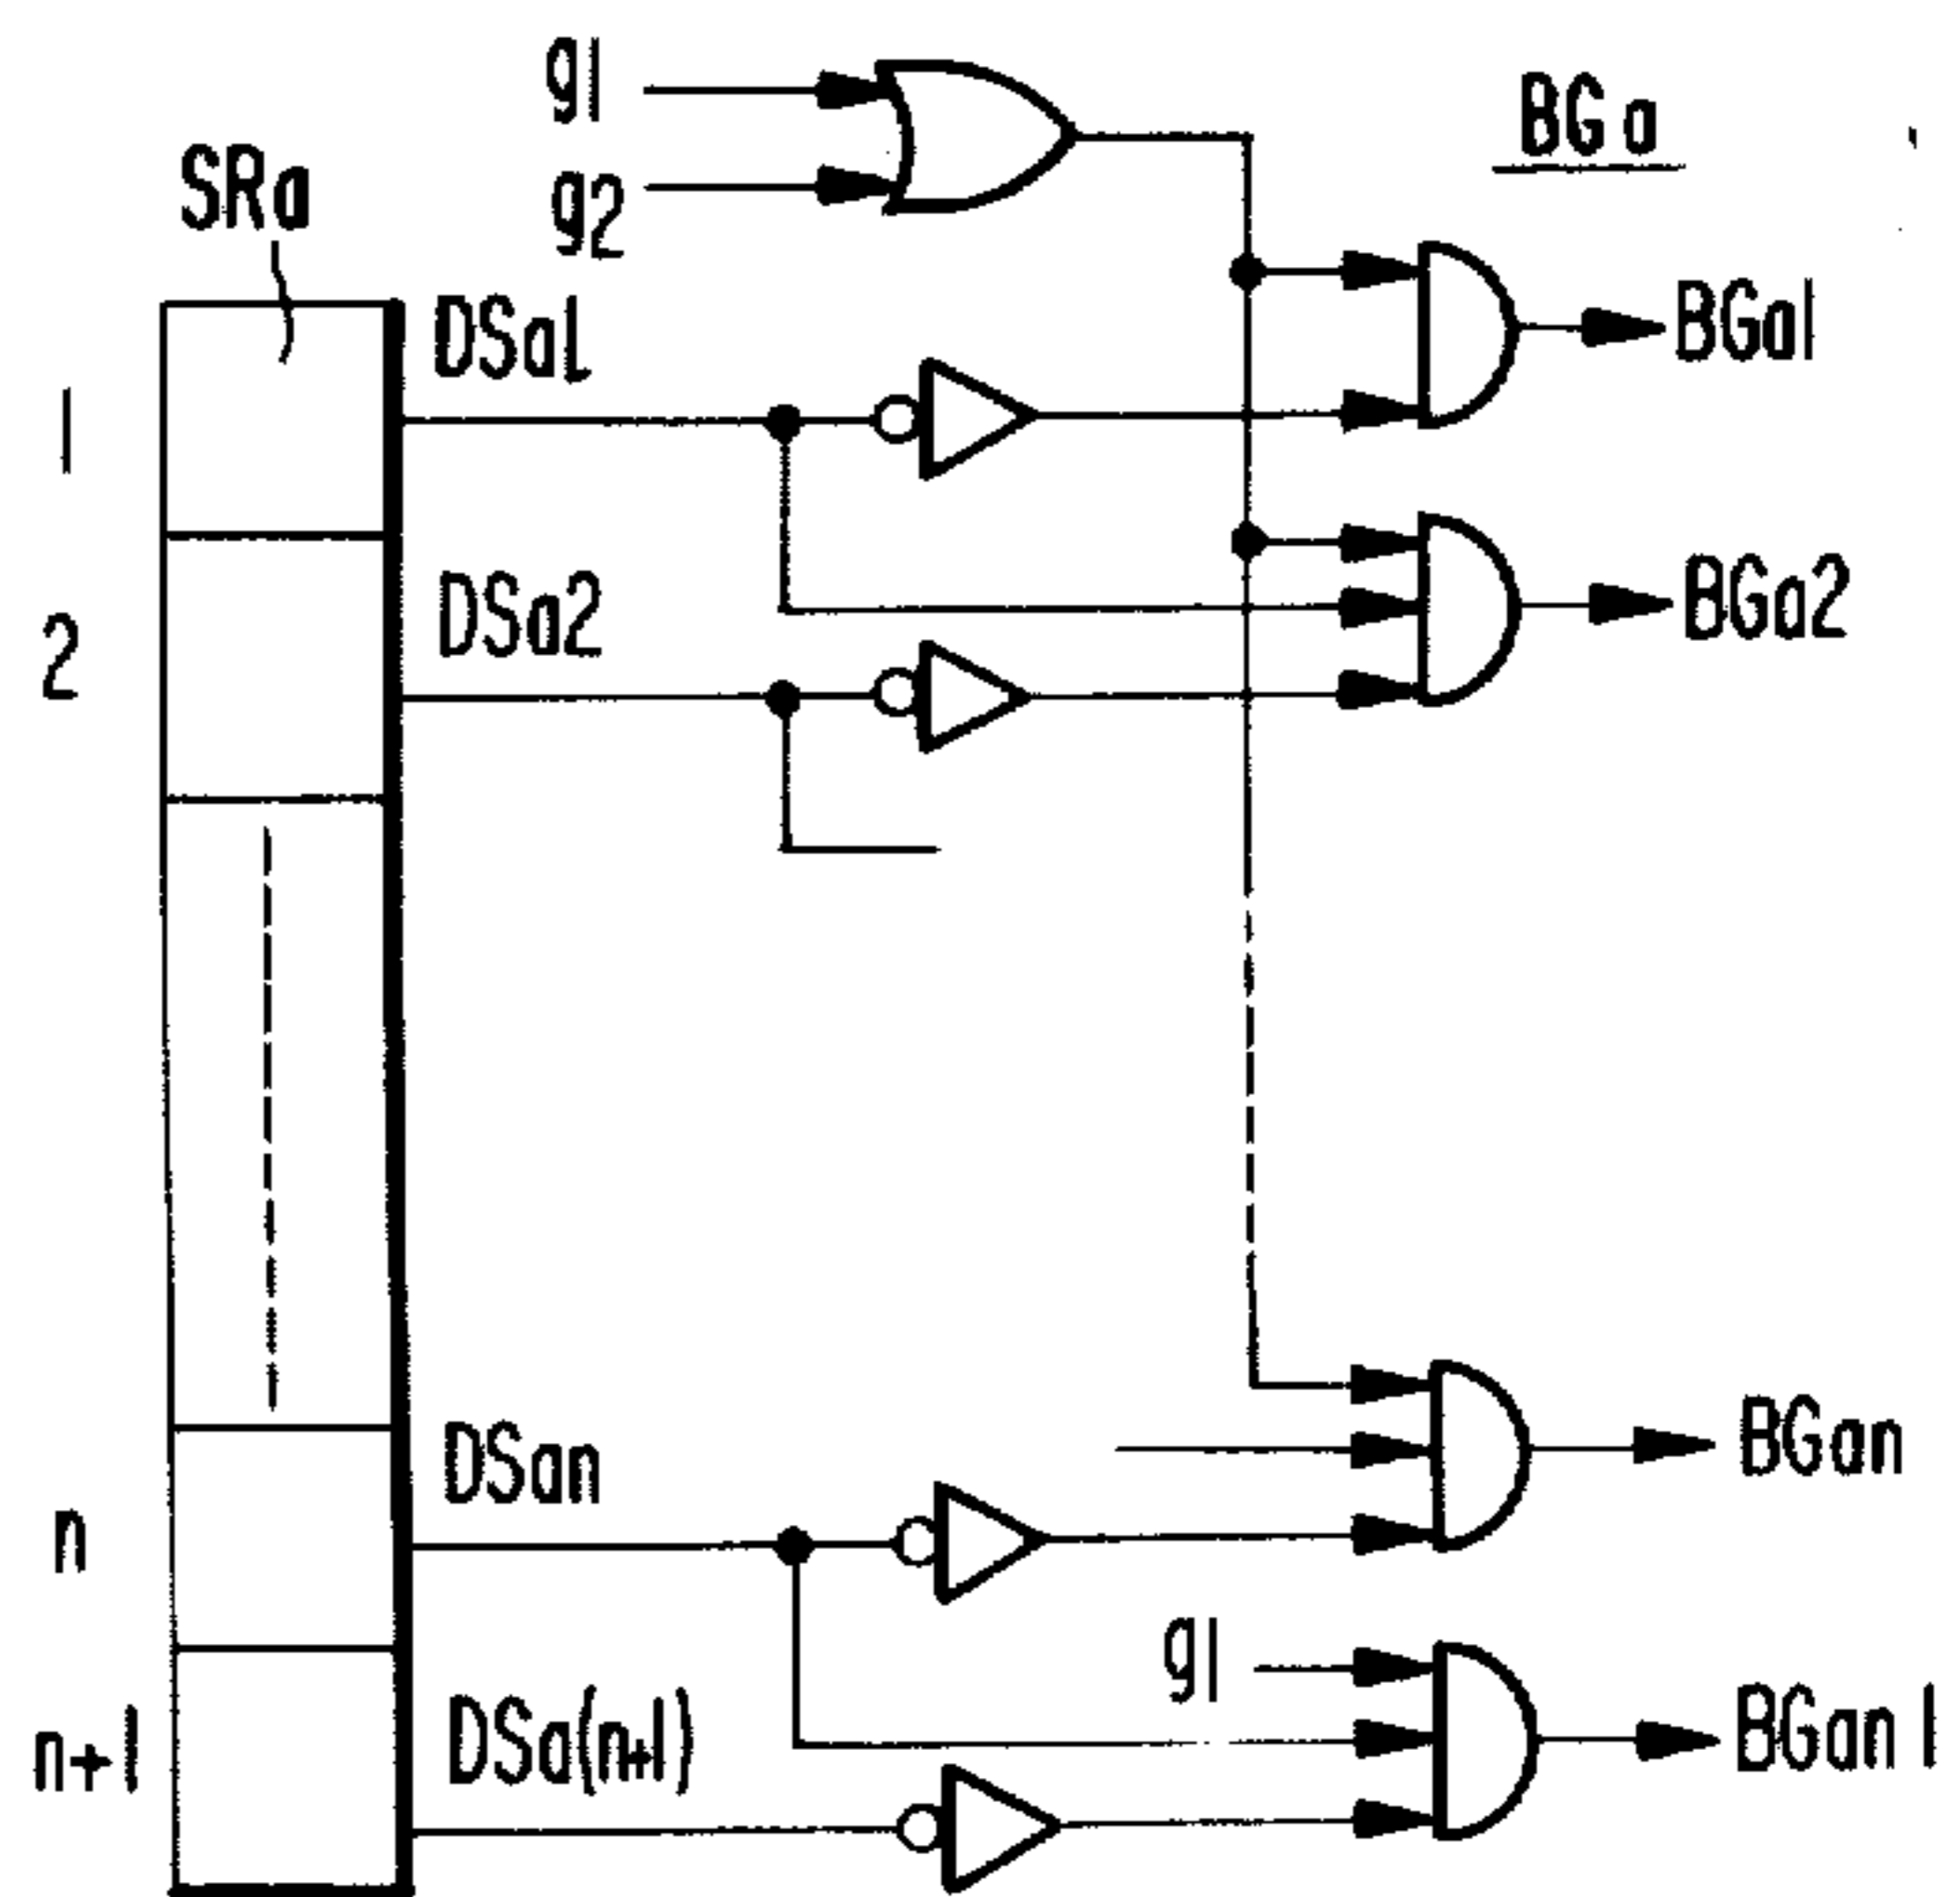 g1
g2
BGa
SRa
DSa1
BGa1
1
DSa2
BGa2
2
DSan
BGan
n
g1
DSa(n+1)
BGan1
n+1